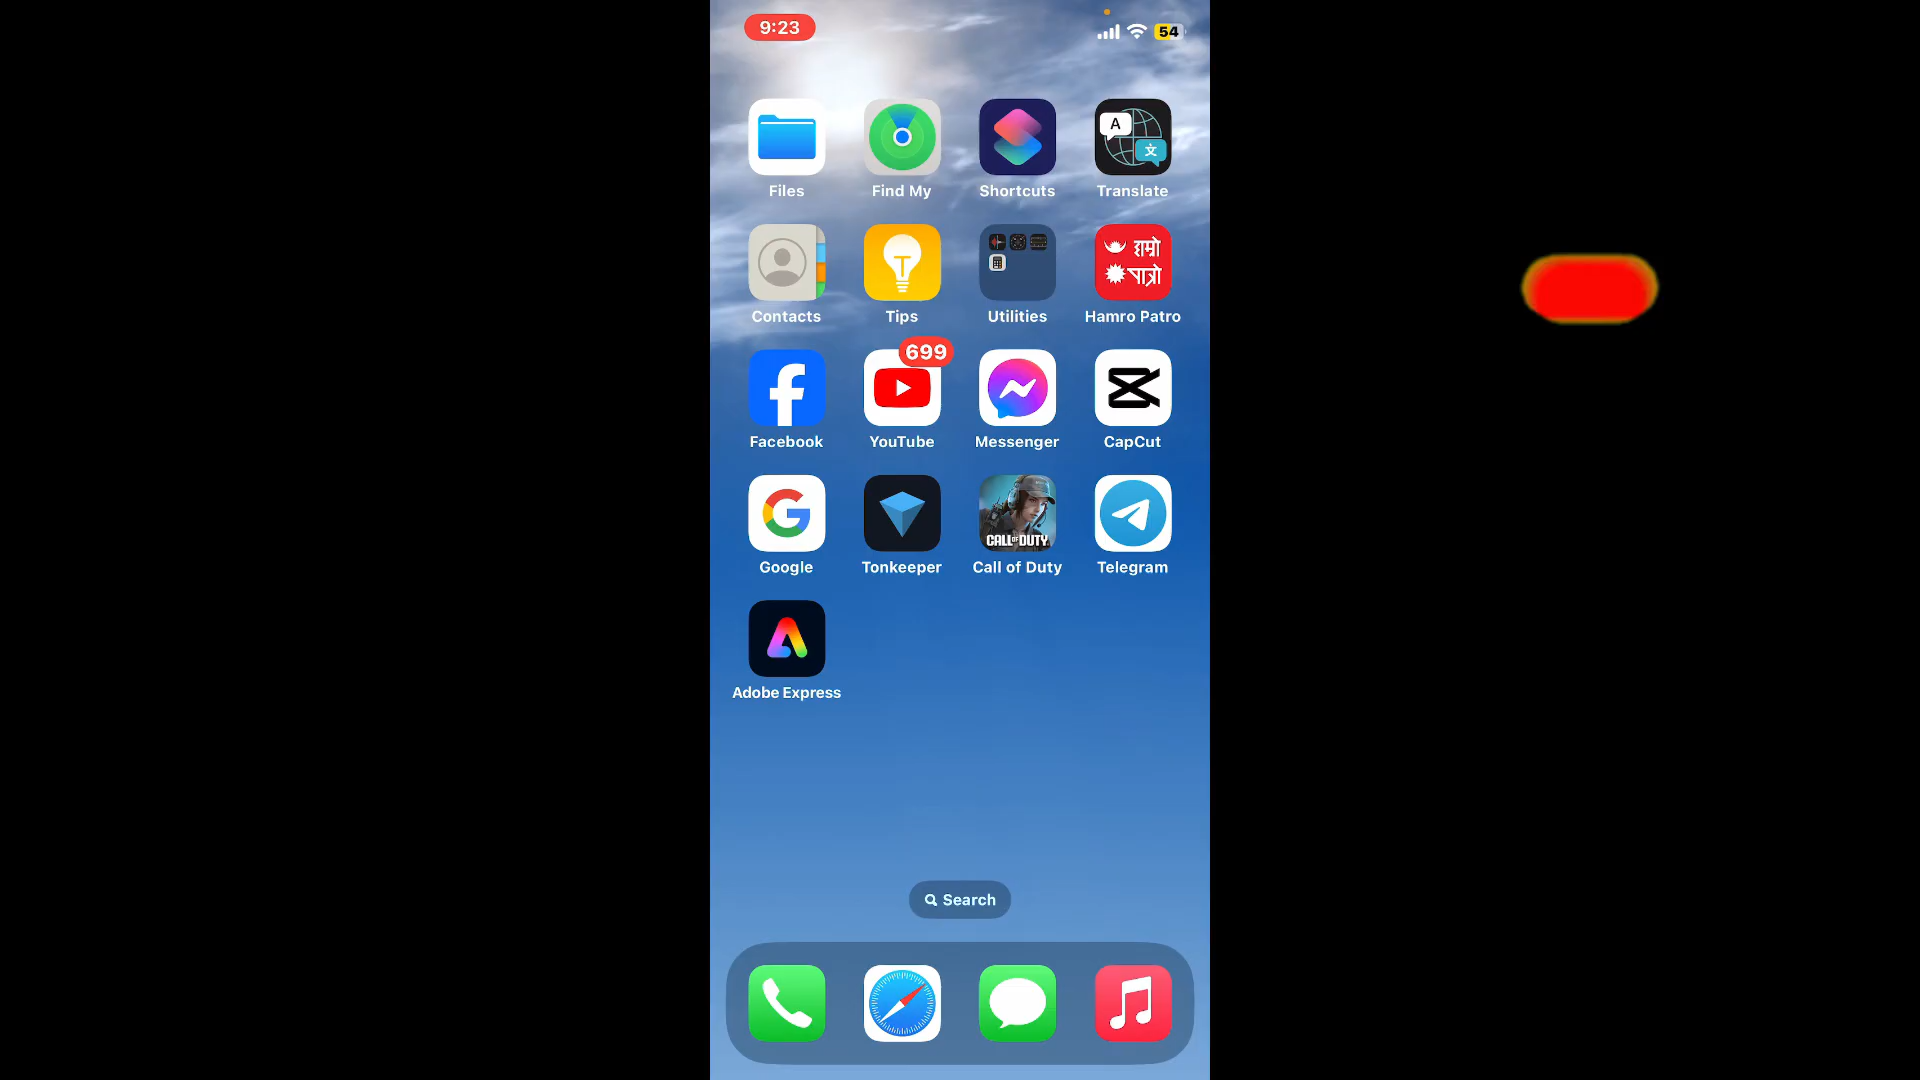 9:23
54
A
文
Files
Find My
Shortcuts
Translate
हाम्रो
पात्रो
Contacts
Tips
Utilities
Hamro Patro
699
Facebook
YouTube
Messenger
CapCut
CALL OF DUTY
Google
Tonkeeper
Call of Duty
Telegram
Adobe Express
Search